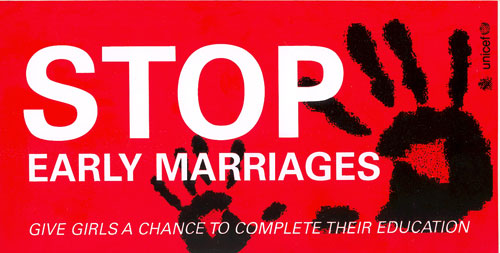 STOP
EARLY MARRIAGES
GIVE GIRLS A CHANCE TO COMPLETE THEIR EDUCATION
unicef